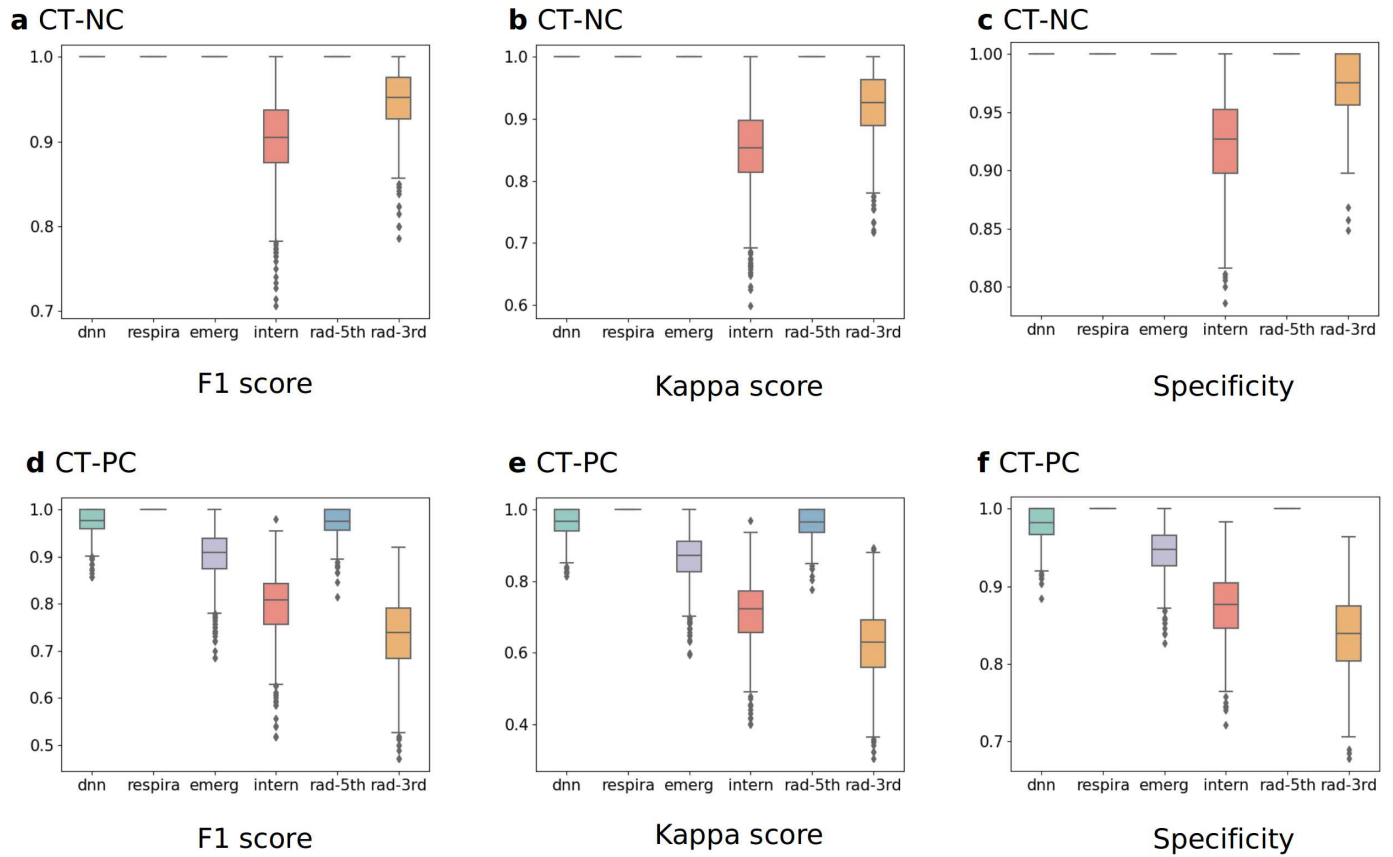 a CT-NC
1.0
0.9
0.8
0.7
dnn respira emerg intern rad-5th rad-3rd
F1 score
b CT-NC
1.0
0.9
0.8
0.7
0.6
dnn respira emerg intern rad-5th rad-3rd
Kappa score
c CT-NC
1.00
0.95
0.90
0.85
0.80
dnn respira emerg intern rad-5th rad-3rd
Specificity
d CT-PC
1.0
0.9
0.8
0.7
0.6
0.5
dnn respira emerg intern rad-5th rad-3rd
F1 score
e CT-PC
1.0
0.8
0.6
0.4
dnn respira emerg intern rad-5th rad-3rd
Kappa score
f CT-PC
1.0
0.9
0.8
0.7
dnn respira emerg intern rad-5th rad-3rd
Specificity